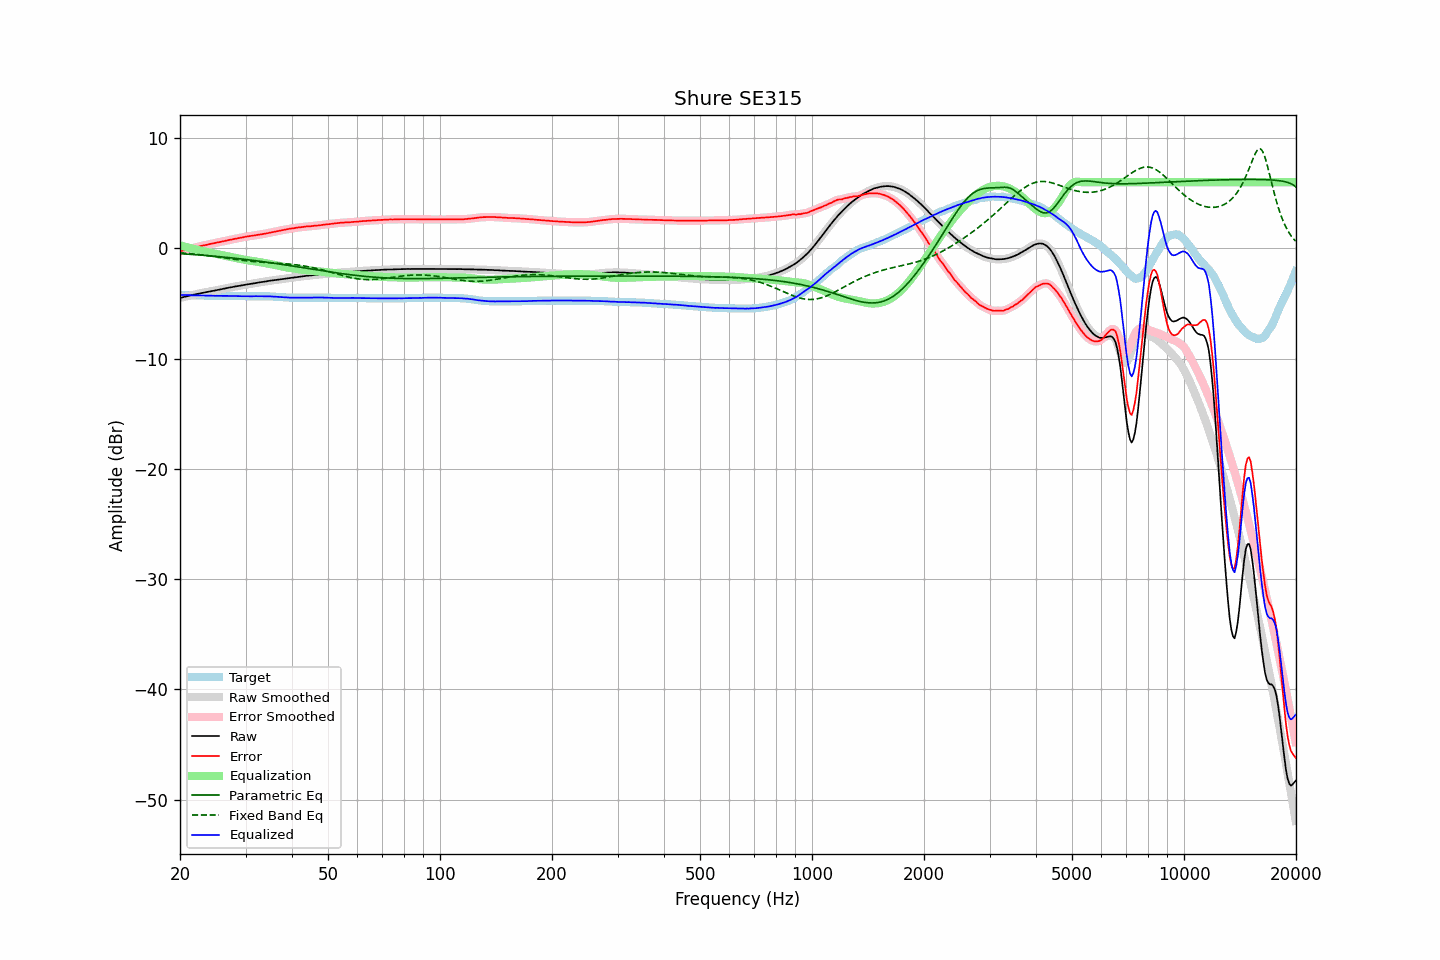 Shure SE315
10
0
−10
−20
−30
−40
−50
Amplitude (dBr)
Target
Raw Smoothed
Error Smoothed
Raw
Error
Equalization
Parametric Eq
Fixed Band Eq
Equalized
20 50 100 200 500 1000 2000 5000 10000 20000
Frequency (Hz)